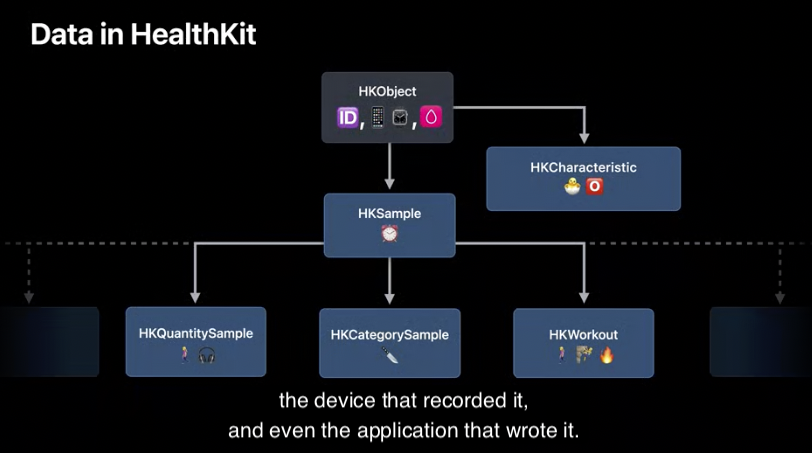 Data in HealthKit
HKObject
🆔, 📱 ⌚, 🩸
HKCharacteristic
🐣 🅾️
HKSample
⏰
HKQuantitySample
HKCategorySample
HKWorkout
the device that recorded it,
and even the application that wrote it.